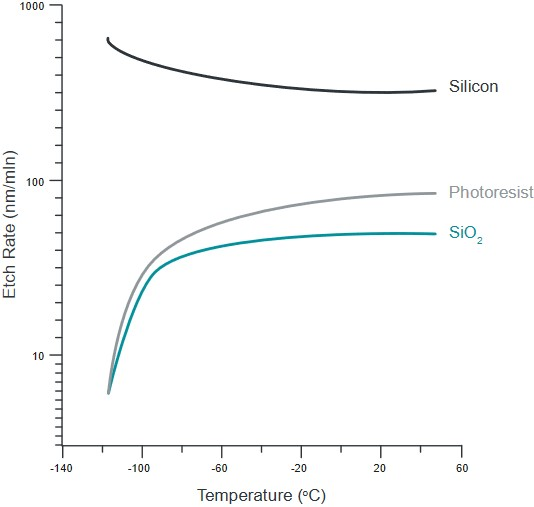 1000
Silicon
100
Photoresist
SiO₂
10
Etch Rate (nm/mln)
-140
-100
-60
-20
20
60
Temperature (°C)